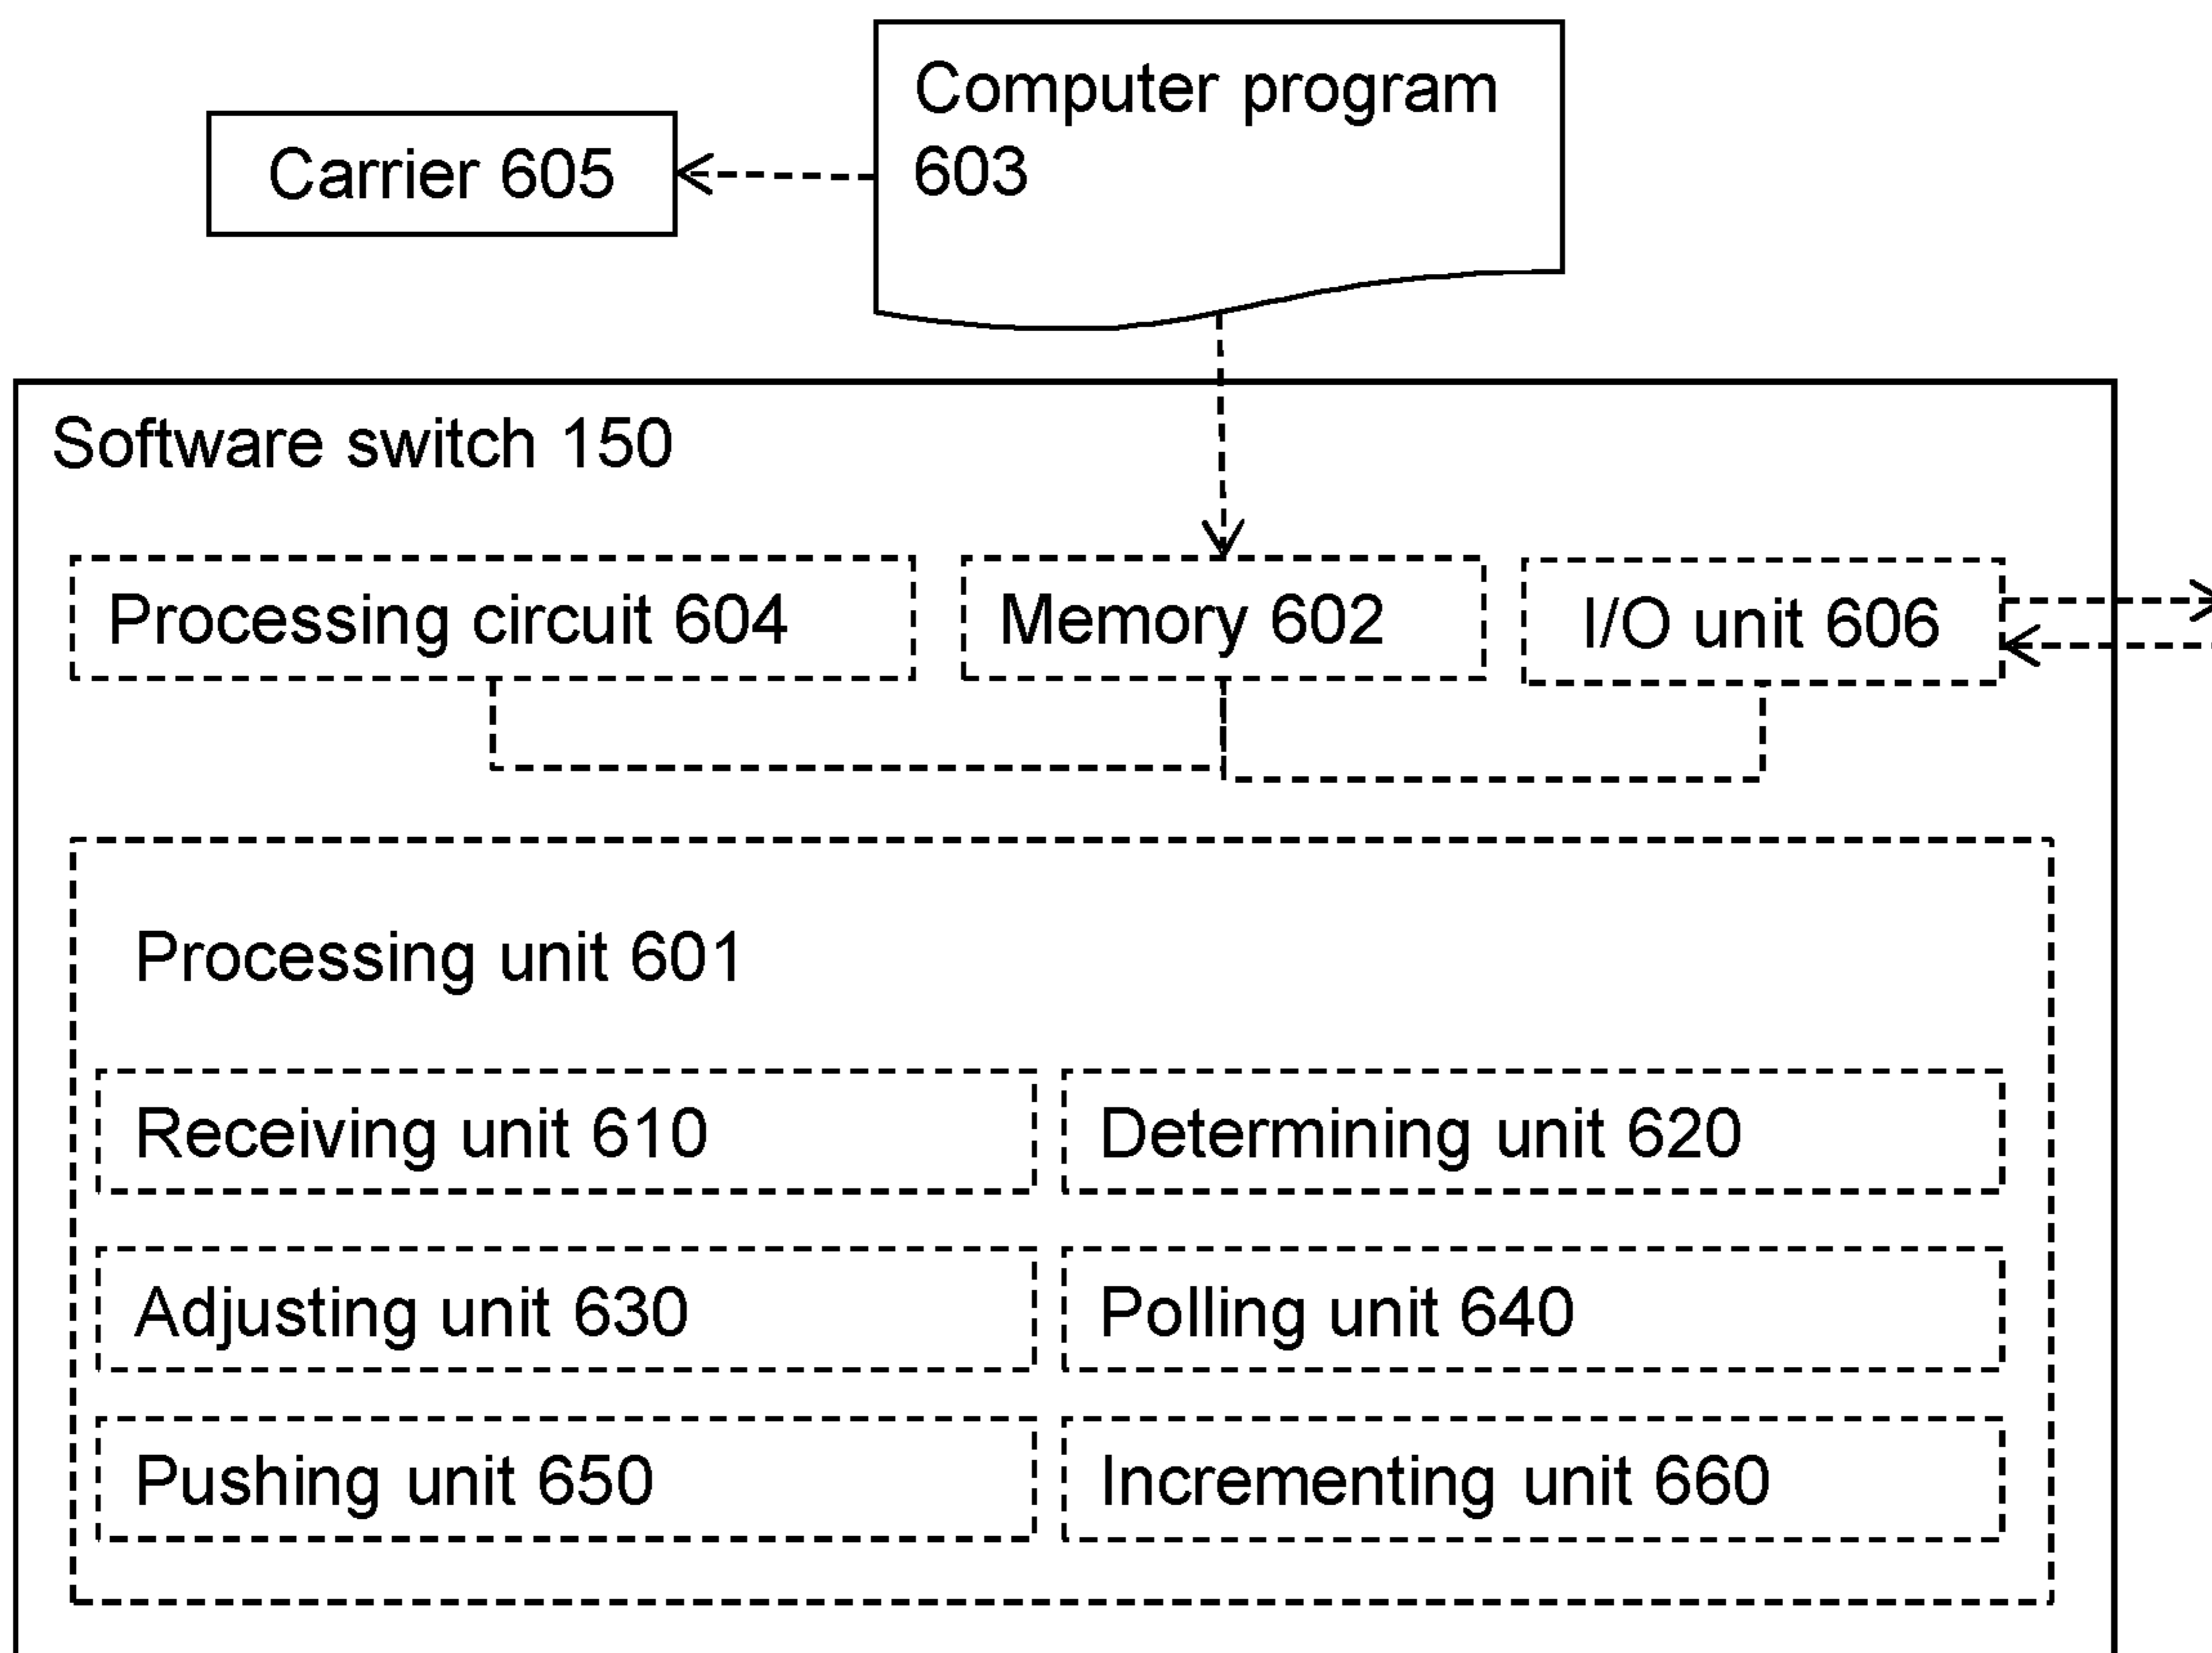 Computer program
603
Carrier 605
Software switch 150
Processing circuit 604
Memory 602
I/O unit 606
Processing unit 601
Receiving unit 610
Determining unit 620
Adjusting unit 630
Polling unit 640
Pushing unit 650
Incrementing unit 660